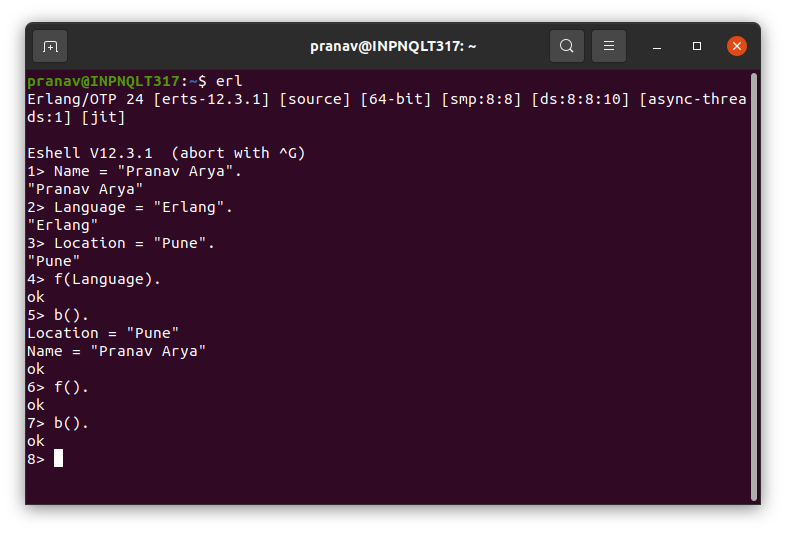 pranav@INPNQLT317: ~
pranav@INPNQLT317:~$ erl
Erlang/OTP 24 [erts-12.3.1] [source] [64-bit] [smp:8:8] [ds:8:8:10] [async-threa
ds:1] [jit]
Eshell V12.3.1  (abort with ^G)
1> Name = "Pranav Arya".
"Pranav Arya"
2> Language = "Erlang".
"Erlang"
3> Location = "Pune".
"Pune"
4> f(Language).
ok
5> b().
Location = "Pune"
Name = "Pranav Arya"
ok
6> f().
ok
7> b().
ok
8>